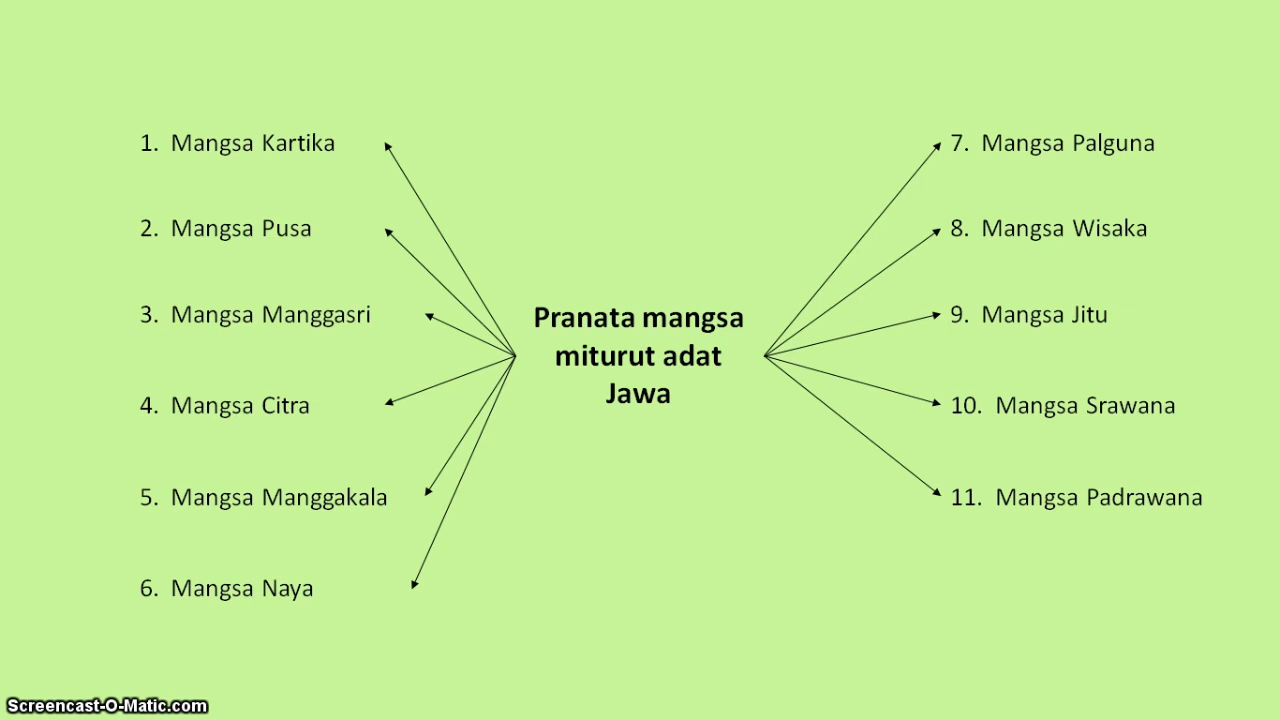 1. Mangsa Kartika
2. Mangsa Pusa
3. Mangsa Manggasri
4. Mangsa Citra
5. Mangsa Manggakala
6. Mangsa Naya
Pranata mangsa
miturut adat
Jawa
7. Mangsa Palguna
8. Mangsa Wisaka
9. Mangsa Jitu
10. Mangsa Srawana
11. Mangsa Padrawana
Screencast-O-Matic.com